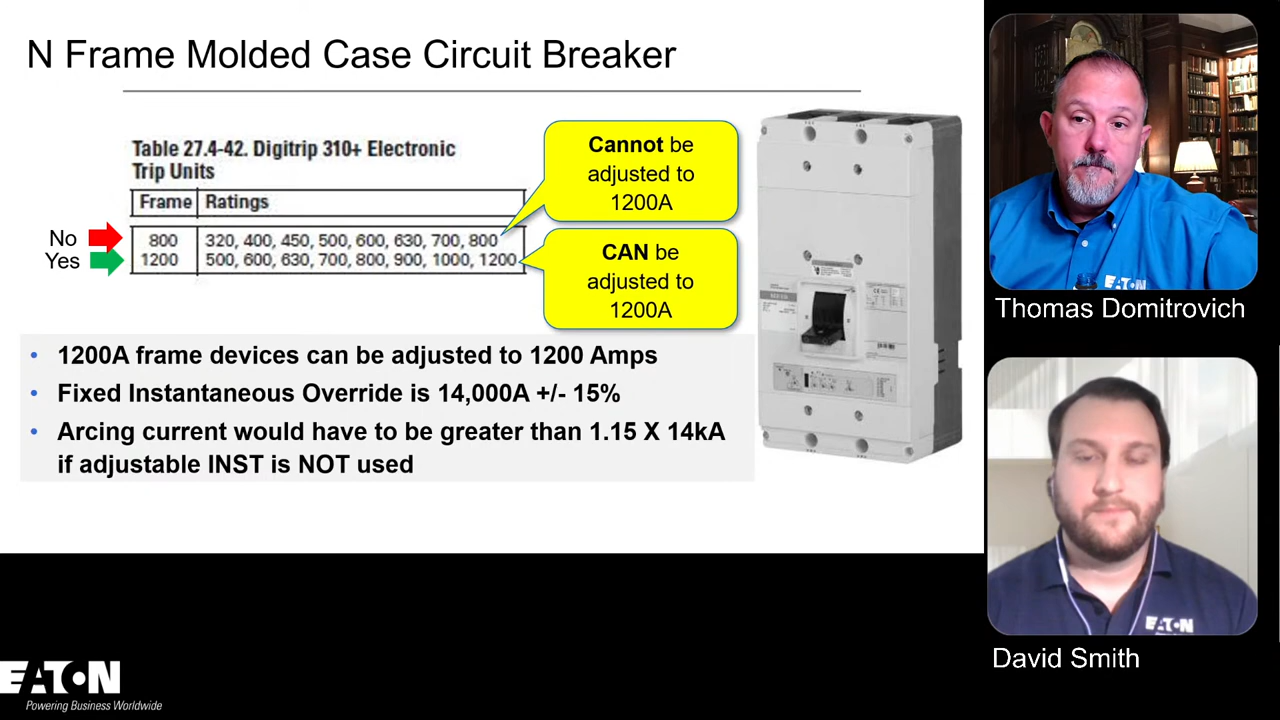 N Frame Molded Case Circuit Breaker
Table 27.4-42. Digitrip 310+ Electronic
Trip Units
Frame Ratings
No 800 320, 400, 450, 500, 600, 630, 700, 800
Yes 1200 500, 600, 630, 700, 800, 900, 1000, 1200
Cannot be
adjusted to
1200A
CAN be
adjusted to
1200A
• 1200A frame devices can be adjusted to 1200 Amps
• Fixed Instantaneous Override is 14,000A +/- 15%
• Arcing current would have to be greater than 1.15 X 14kA
if adjustable INST is NOT used
EATON
Thomas Domitrovich
EATON
David Smith
EATON
Powering Business Worldwide